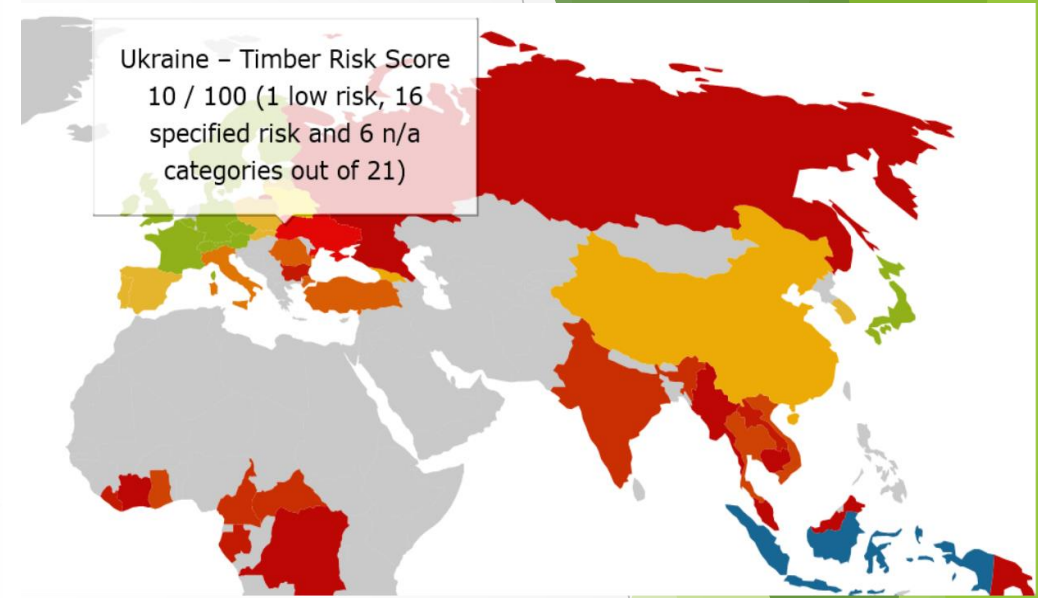 Ukraine – Timber Risk Score
10 / 100 (1 low risk, 16
specified risk and 6 n/a
categories out of 21)